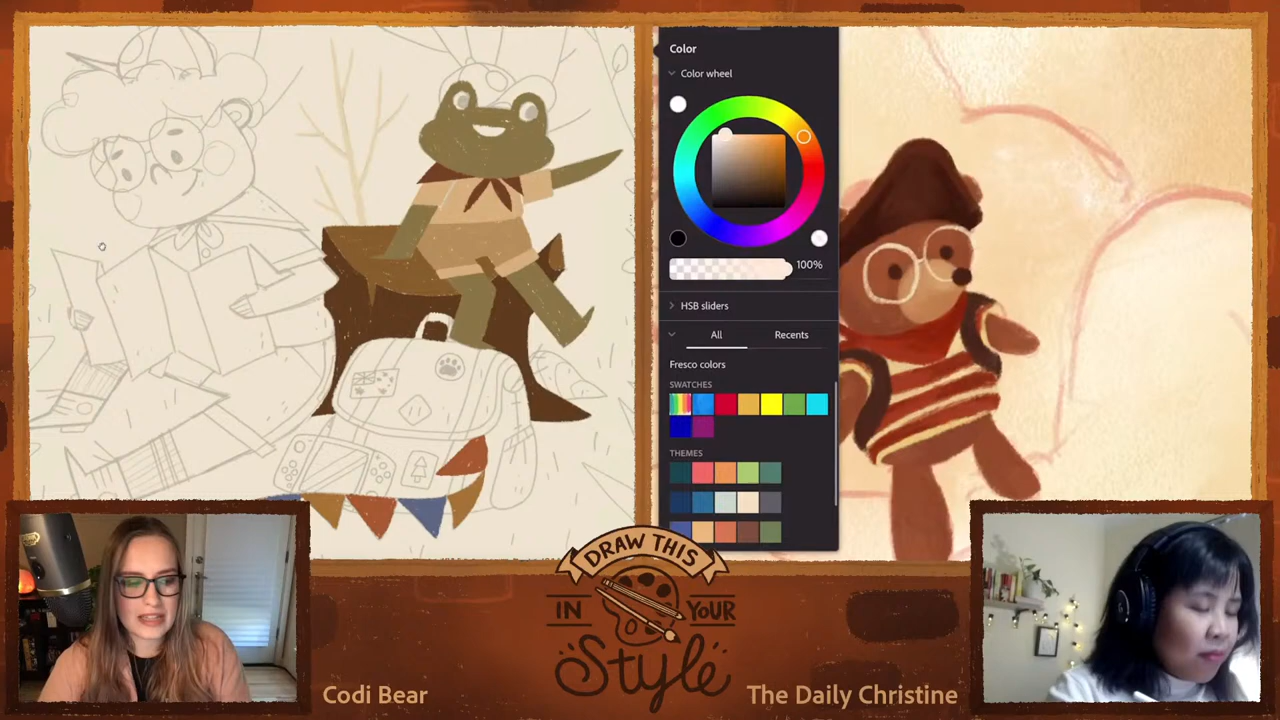 Color
Color wheel
100%
HSB sliders
All
Recents
Fresco colors
SWATCHES
THEMES
DRAW THIS
IN YOUR
Style
Codi Bear
The Daily Christine